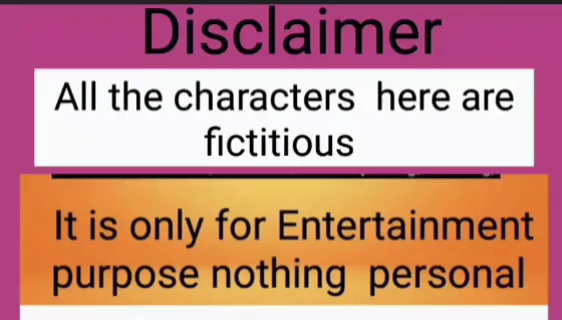 Disclaimer
All the characters here are
fictitious
It is only for Entertainment
purpose nothing personal